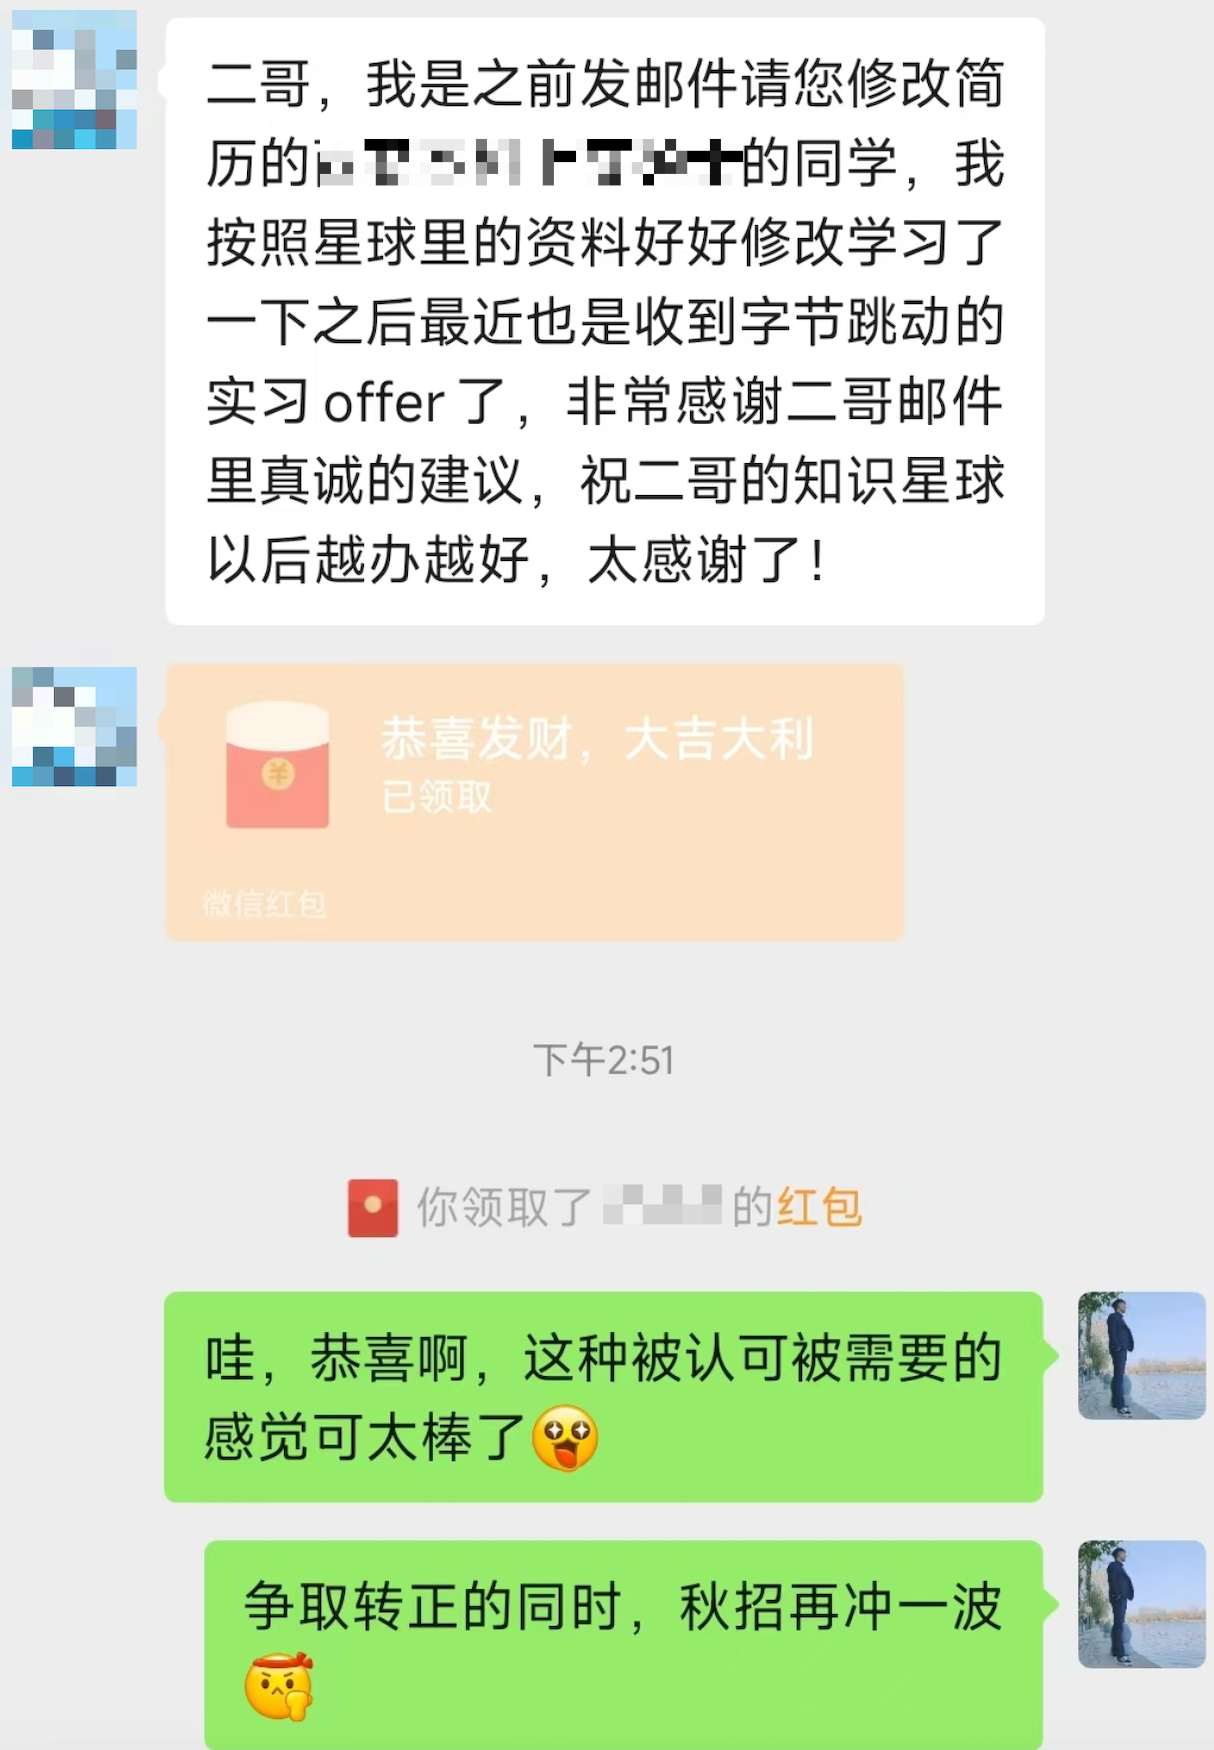 二哥，我是之前发邮件请您修改简
历的的同学，我
按照星球里的资料好好修改学习了
一下之后最近也是收到字节跳动的
实习offer了，非常感谢二哥邮件
里真诚的建议，祝二哥的知识星球
以后越办越好，太感谢了！
恭喜发财，大吉大利
已领取
微信红包
下午2:51
你领取了的红包
哇，恭喜啊，这种被认可被需要的
感觉可太棒了
争取转正的同时，秋招再冲一波